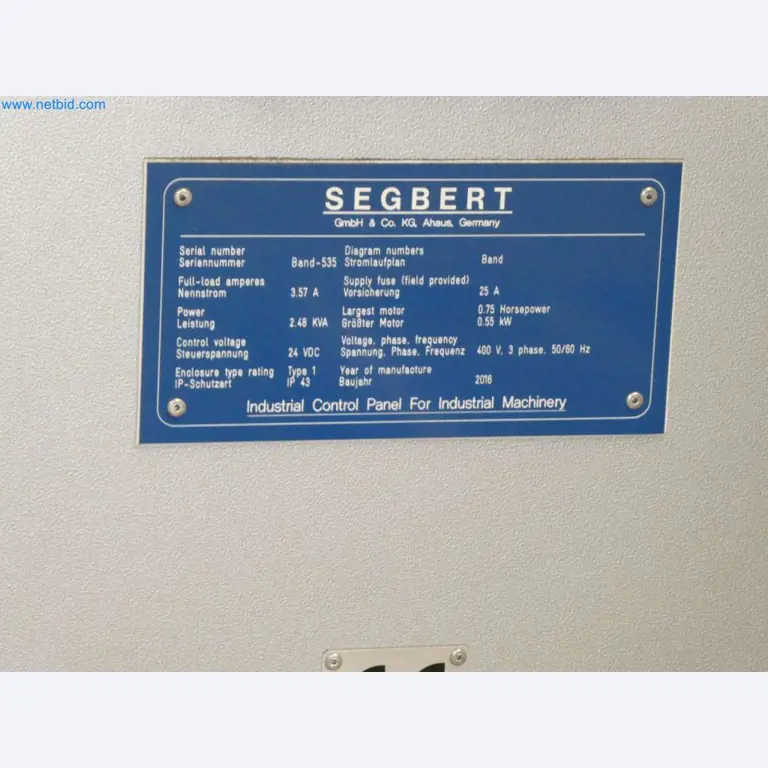 www.netbid.com
SEGBERT
GmbH & Co. KG, Ahaus, Germany
Serial number Diagram numbers
Seriennummer Band-535 Stromlaufplan Band
Full-load amperes Supply fuse (field provided)
Nennstrom 3.57 A Vorsicherung 25 A
Power Largest motor 0.75 Horsepower
Leistung 2.48 KVA Größter Motor 0.55 kW
Control voltage Voltage, phase, frequency
Steuerspannung 24 VDC Spannung, Phase, Frequenz 400 V, 3 phase, 50/60 Hz
Enclosure type rating Type 1 Year of manufacture
IP-Schutzart IP 43 Baujahr 2016
Industrial Control Panel For Industrial Machinery